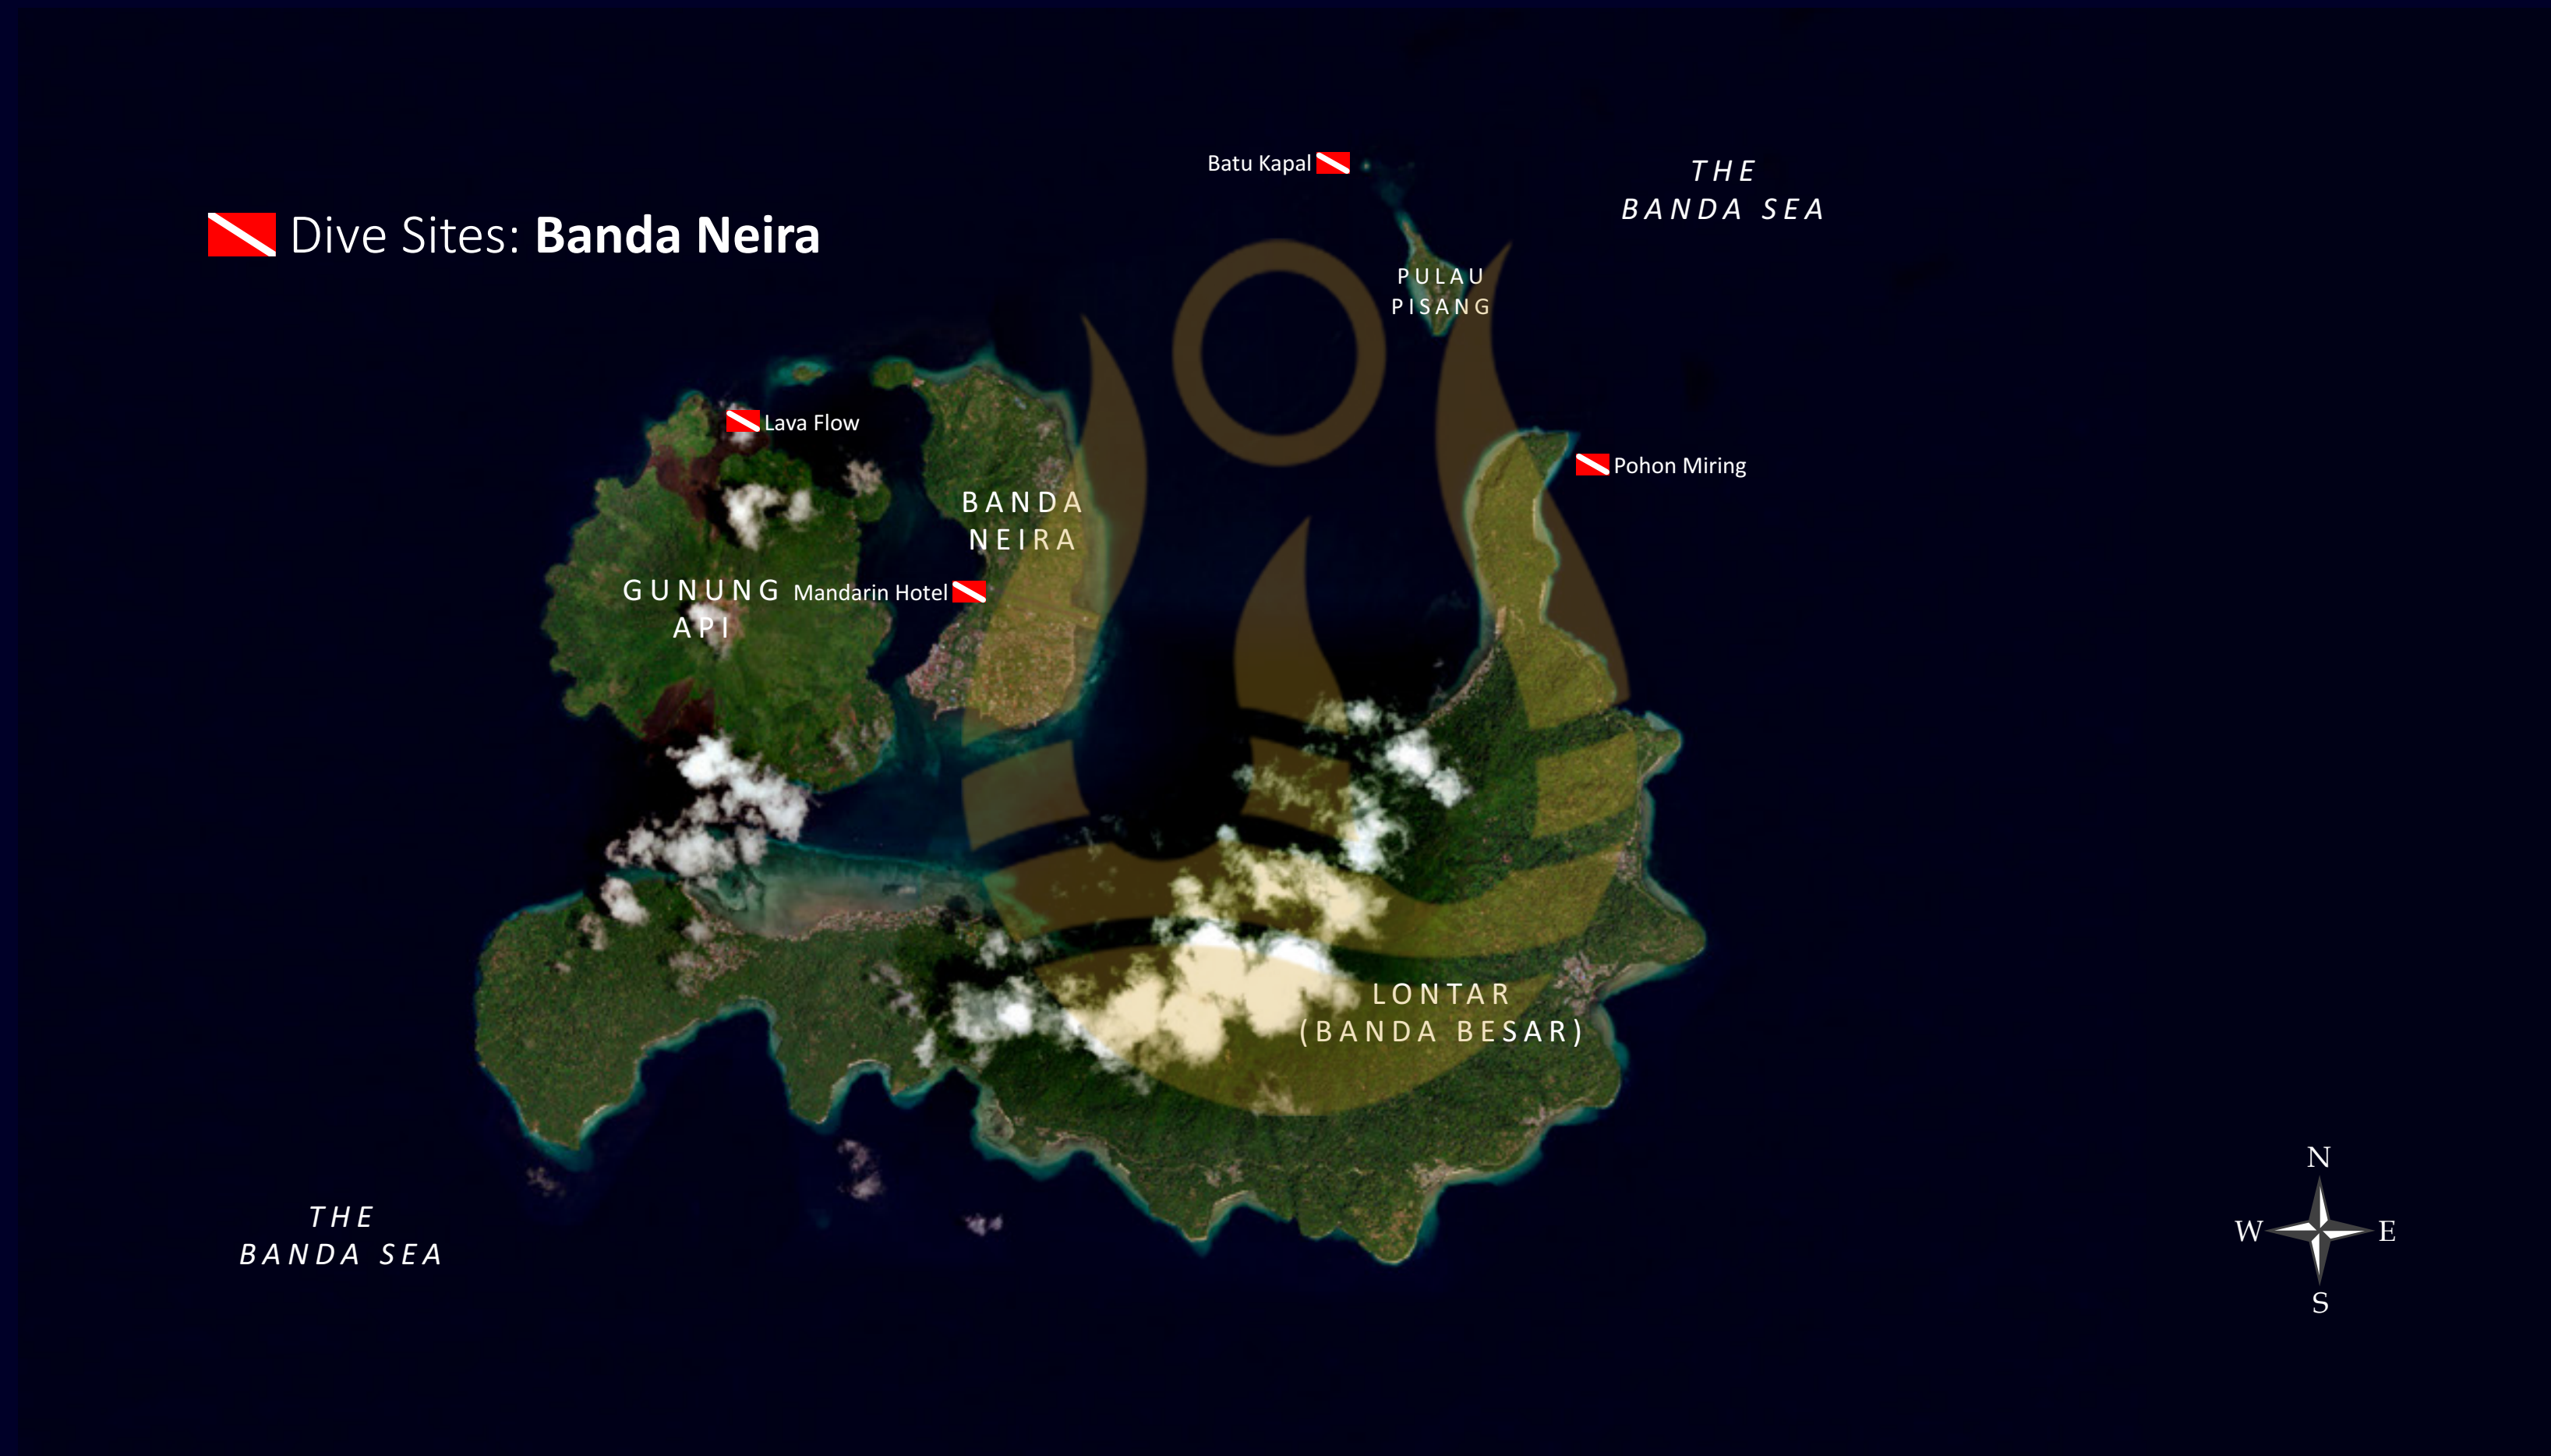 Batu Kapal
THE
BANDA SEA
Dive Sites: Banda Neira
PULAU
PISANG
Lava Flow
Pohon Miring
BANDA
NEIRA
GUNUNG
API
Mandarin Hotel
LONTAR
(BANDA BESAR)
THE
BANDA SEA
N
W E
S